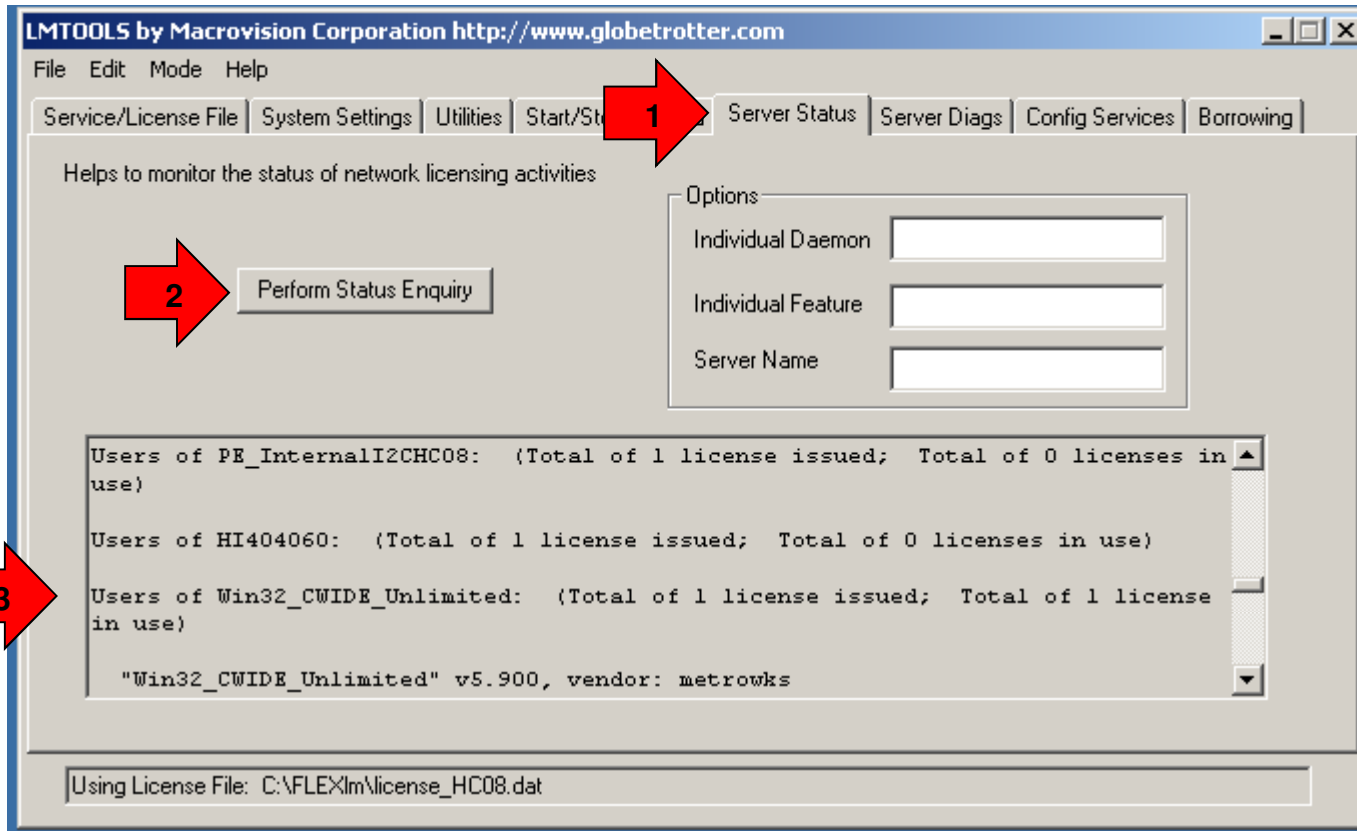 LMTOOLS by Macrovision Corporation http://www.globetrotter.com
File Edit Mode Help
Service/License File System Settings Utilities 1 Server Status Server Diags Config Services Borrowing
Helps to monitor the status of network licensing activities
Options
Individual Daemon
2 Perform Status Enquiry
Individual Feature
Server Name
Users of PE_InternalI2CHC08: (Total of 1 license issued; Total of 0 licenses in
use)
Users of HI404060: (Total of 1 license issued; Total of 0 licenses in use)
3 Users of Win32_CWIDE_Unlimited: (Total of 1 license issued; Total of 1 license
in use)
"Win32_CWIDE_Unlimited" v5.900, vendor: metrowks
Using License File: C:\FLEXlm\license_HC08.dat